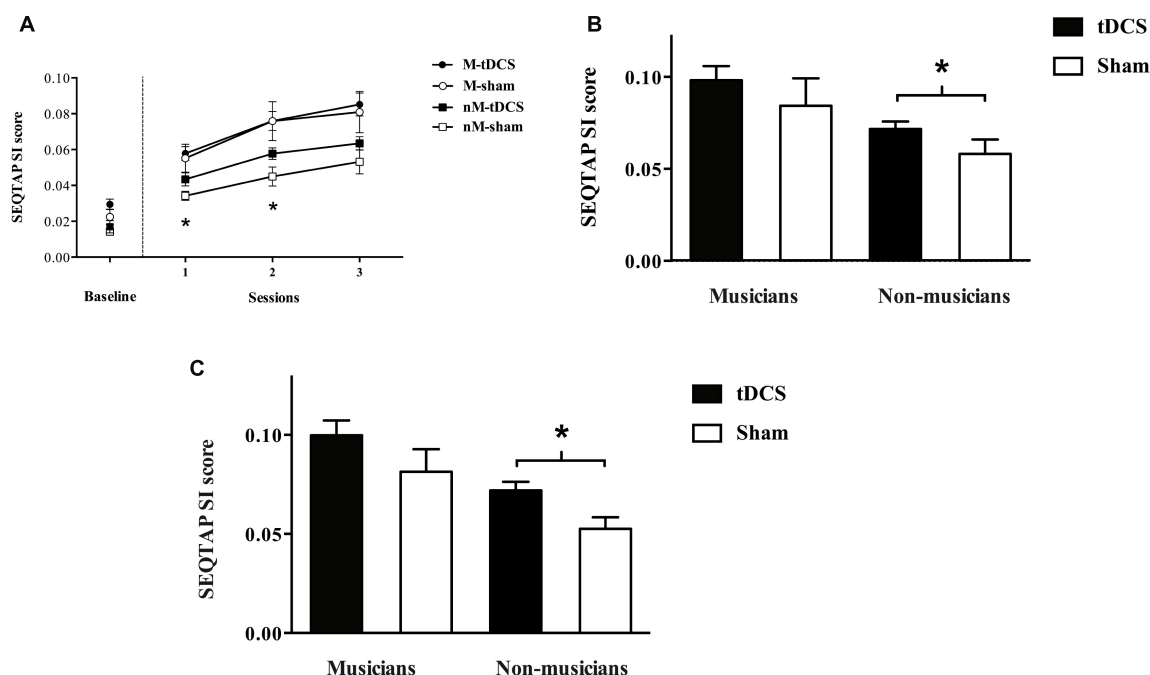 A
SEQTAP SI score
0.10
0.08
0.06
0.04
0.02
0.00
*
*
1
2
3
Baseline
Sessions
M-tDCS
M-sham
nM-tDCS
nM-sham
B
SEQTAP SI score
0.10
0.05
0.00
*
Musicians
Non-musicians
tDCS
Sham
C
SEQTAP SI score
0.10
0.05
0.00
*
Musicians
Non-musicians
tDCS
Sham